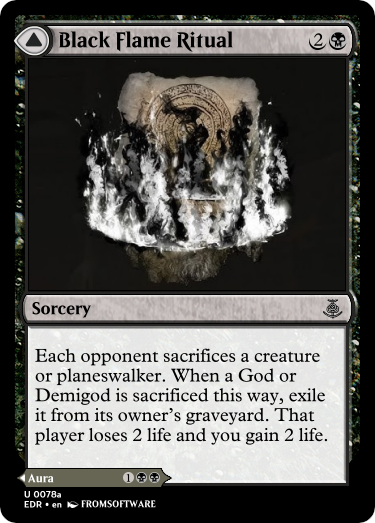 Black Flame Ritual 2
Sorcery
Each opponent sacrifices a creature
or planeswalker. When a God or
Demigod is sacrificed this way, exile
it from its owner's graveyard. That
player loses 2 life and you gain 2 life.
Aura 1
U 0078a
EDR • en FROMSOFTWARE